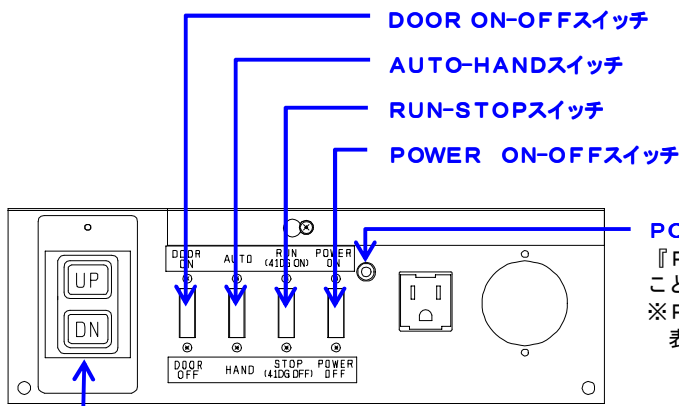 DOOR ON-OFFスイッチ
AUTO-HANDスイッチ
RUN-STOPスイッチ
POWER ON-OFFスイッチ
PO
『R
こと
※P
表
DOOR ON
AUTO
RUN (41DG ON)
POWER ON
UP
DN
DOOR OFF
HAND
STOP (41DG OFF)
POWER OFF